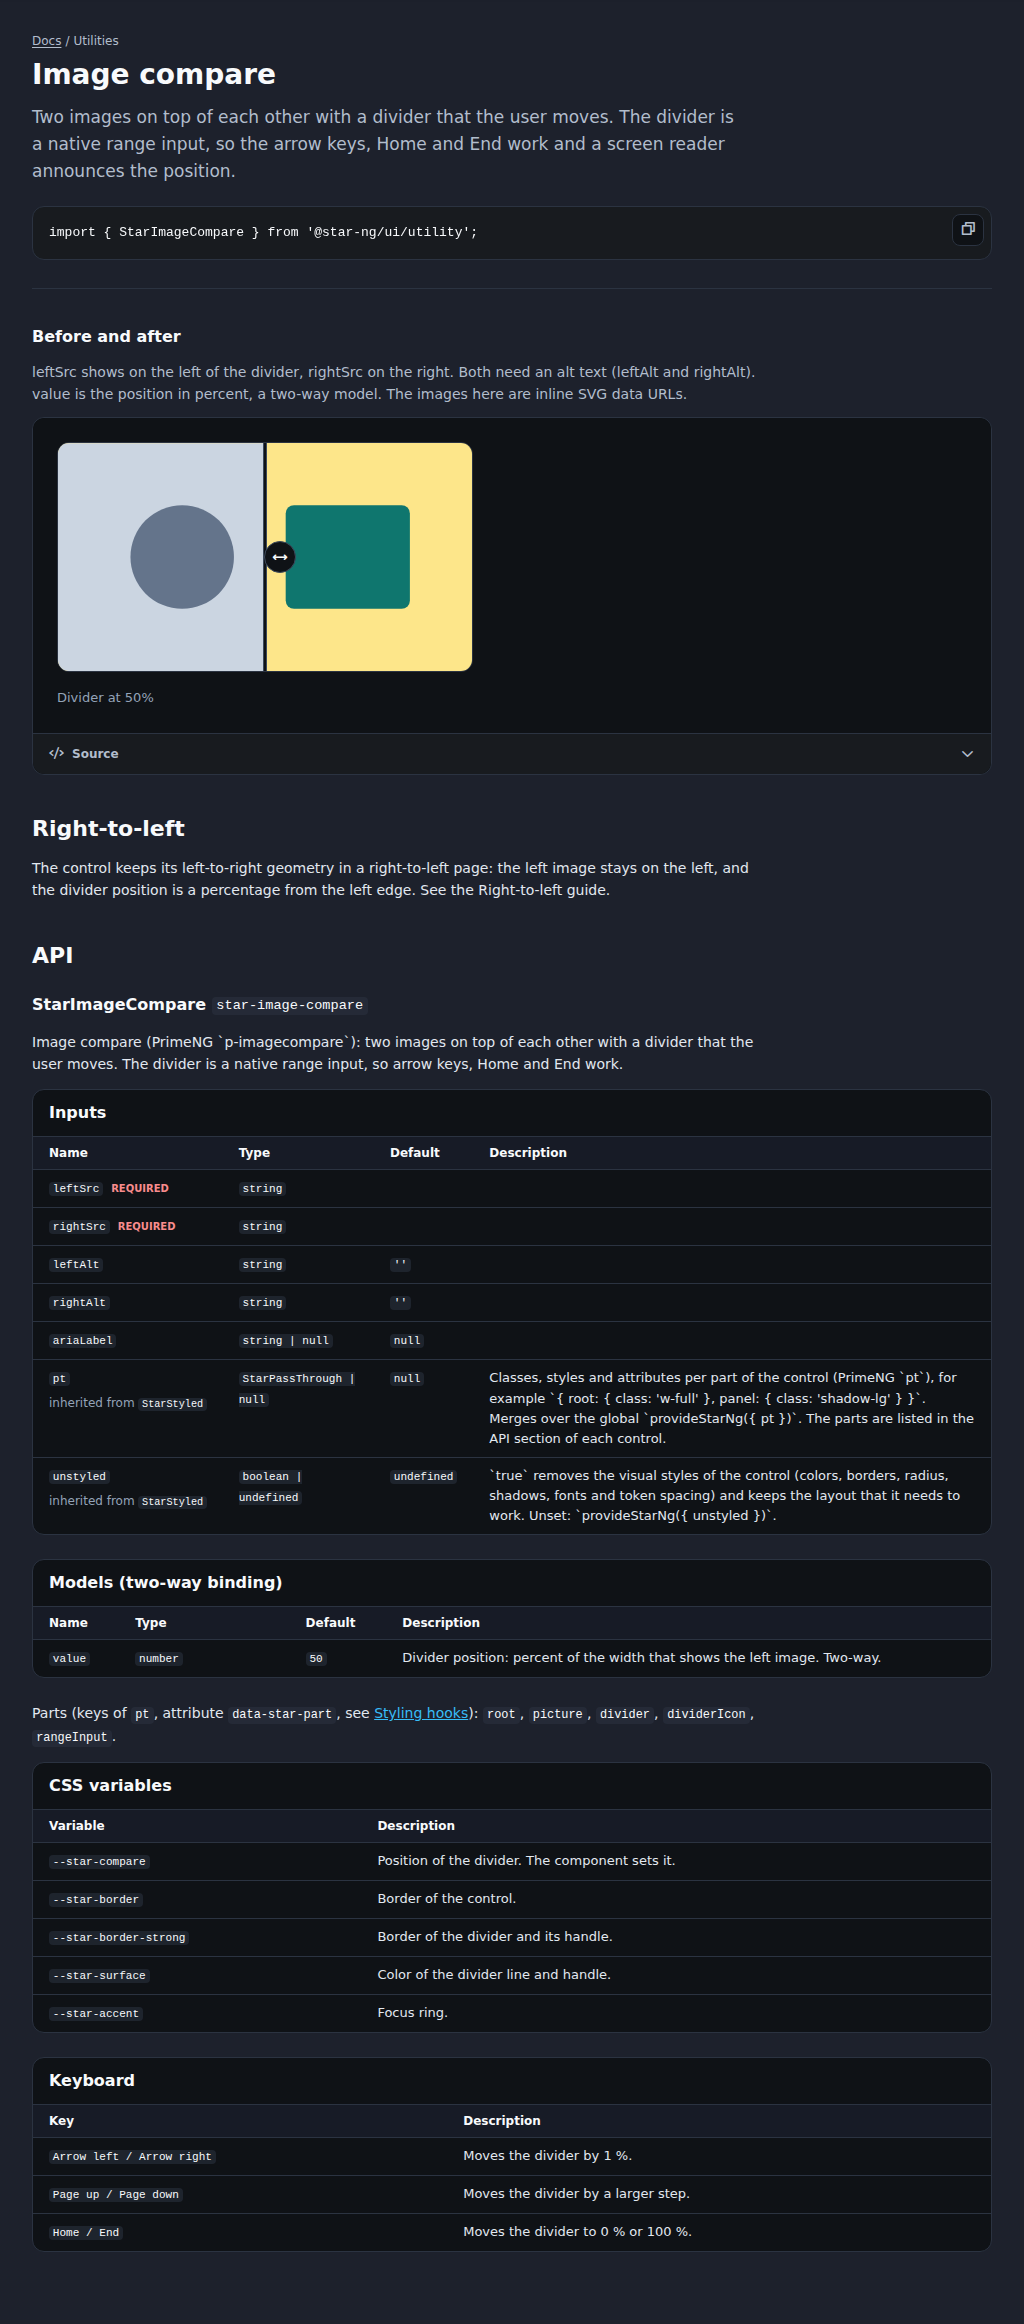 Docs / Utilities
Image compare
Two images on top of each other with a divider that the user moves. The divider is
a native range input, so the arrow keys, Home and End work and a screen reader
announces the position.
import { StarImageCompare } from '@star-ng/ui/utility';
Before and after
leftSrc shows on the left of the divider, rightSrc on the right. Both need an alt text (leftAlt and rightAlt).
value is the position in percent, a two-way model. The images here are inline SVG data URLs.
Divider at 50%
Source
Right-to-left
The control keeps its left-to-right geometry in a right-to-left page: the left image stays on the left, and
the divider position is a percentage from the left edge. See the Right-to-left guide.
API
StarImageCompare star-image-compare
Image compare (PrimeNG `p-imagecompare`): two images on top of each other with a divider that the
user moves. The divider is a native range input, so arrow keys, Home and End work.
Inputs
Name Type Default Description
leftSrc REQUIRED string
rightSrc REQUIRED string
leftAlt string ''
rightAlt string ''
ariaLabel string | null null
pt StarPassThrough | null Classes, styles and attributes per part of the control (PrimeNG `pt`), for
inherited from StarStyled null example `{ root: { class: 'w-full' }, panel: { class: 'shadow-lg' } }`.
Merges over the global `provideStarNg({ pt })`. The parts are listed in the
API section of each control.
unstyled boolean | undefined `true` removes the visual styles of the control (colors, borders, radius,
inherited from StarStyled undefined shadows, fonts and token spacing) and keeps the layout that it needs to
work. Unset: `provideStarNg({ unstyled })`.
Models (two-way binding)
Name Type Default Description
value number 50 Divider position: percent of the width that shows the left image. Two-way.
Parts (keys of pt, attribute data-star-part, see Styling hooks): root, picture, divider, dividerIcon,
rangeInput.
CSS variables
Variable Description
--star-compare Position of the divider. The component sets it.
--star-border Border of the control.
--star-border-strong Border of the divider and its handle.
--star-surface Color of the divider line and handle.
--star-accent Focus ring.
Keyboard
Key Description
Arrow left / Arrow right Moves the divider by 1 %.
Page up / Page down Moves the divider by a larger step.
Home / End Moves the divider to 0 % or 100 %.